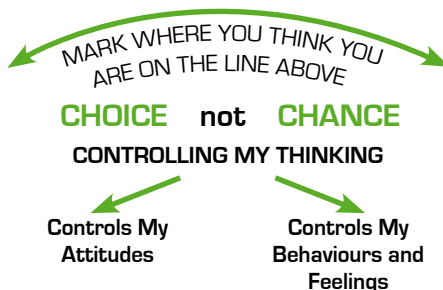 MARK WHERE YOU THINK YOU
ARE ON THE LINE ABOVE
CHOICE not CHANCE
CONTROLLING MY THINKING
Controls My
Attitudes
Controls My
Behaviours and
Feelings